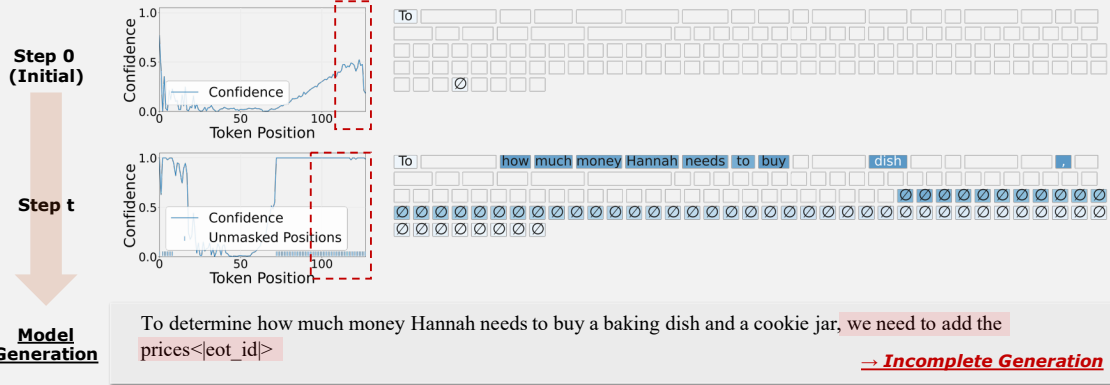 Step 0
(Initial)
Confidence
1.0
0.5
0.0
Confidence
0
50
100
Token Position
To
∅
Step t
Confidence
1.0
0.5
0.0
Confidence
Unmasked Positions
0
50
100
Token Position
To how much money Hannah needs to buy dish ,
∅ ∅ ∅ ∅ ∅ ∅ ∅ ∅ ∅ ∅ ∅
∅ ∅ ∅ ∅ ∅ ∅ ∅ ∅ ∅ ∅ ∅ ∅ ∅ ∅ ∅ ∅ ∅ ∅ ∅ ∅ ∅ ∅ ∅ ∅ ∅ ∅ ∅ ∅ ∅ ∅ ∅ ∅ ∅ ∅ ∅ ∅
∅ ∅ ∅ ∅ ∅ ∅ ∅ ∅
Model
Generation
To determine how much money Hannah needs to buy a baking dish and a cookie jar, we need to add the
prices<|eot_id|>
→ Incomplete Generation